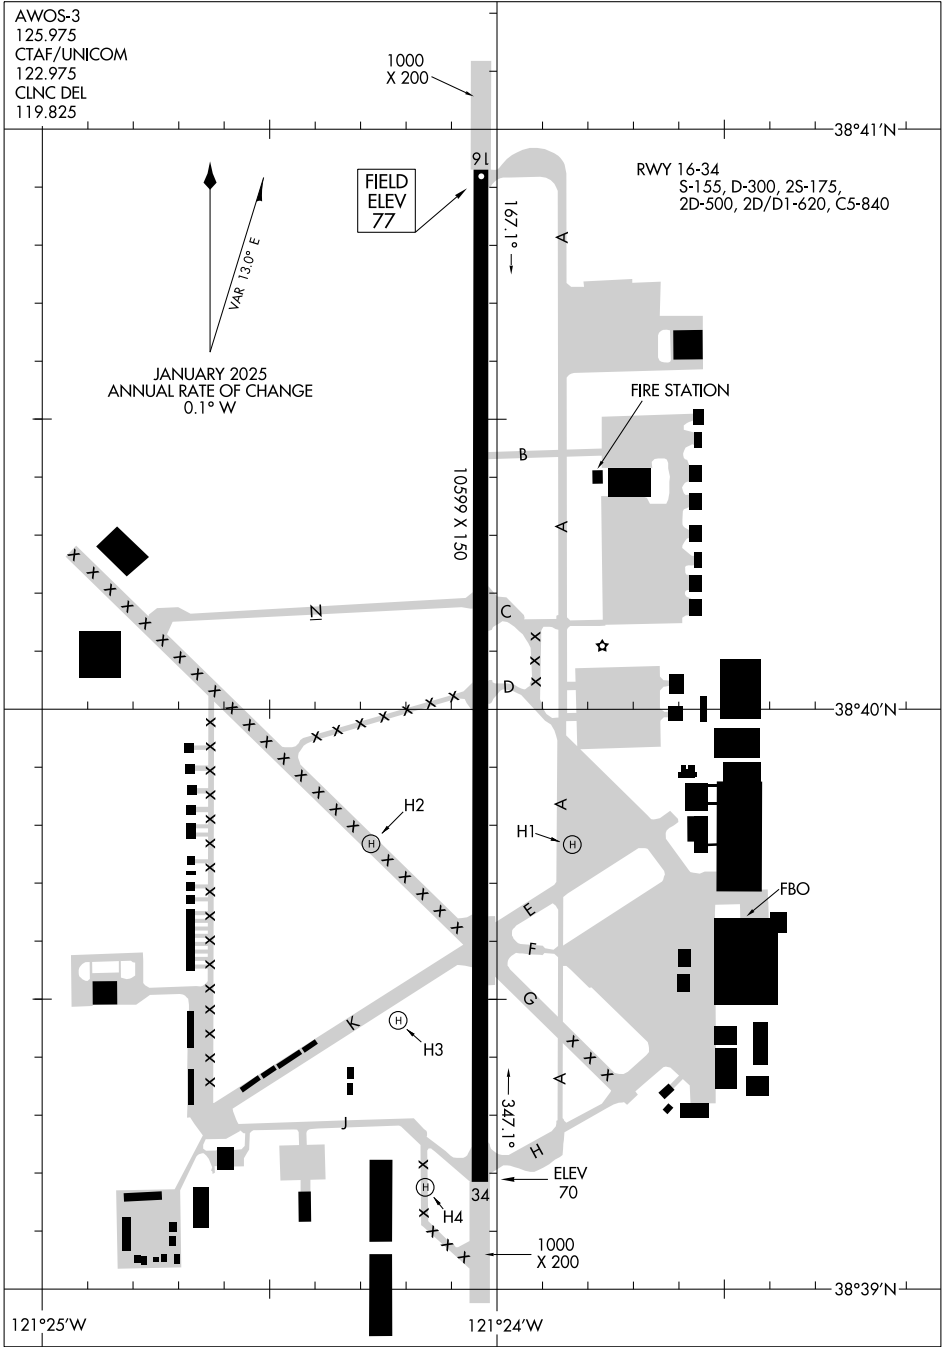 AWOS-3
125.975
CTAF/UNICOM
122.975
CLNC DEL
119.825
1000
X 200
38°41'N
16
FIELD
ELEV
77
RWY 16-34
S-155, D-300, 2S-175,
2D-500, 2D/D1-620, C5-840
167.1°
A
VAR 13.0° E
JANUARY 2025
ANNUAL RATE OF CHANGE
0.1° W
FIRE STATION
B
10599 X 150
A
N
C
D
38°40'N
H2
A
H1
H
H
FBO
E
F
G
K
H
H3
A
347.1°
J
H
ELEV
70
34
H
H4
1000
X 200
38°39'N
121°25'W
121°24'W
X X X X X X X X X X X X X X X X X X X X X X X
X X X X X X X
X X X
X X X X X X X X X X X X X X X X
X X X
X X X X X